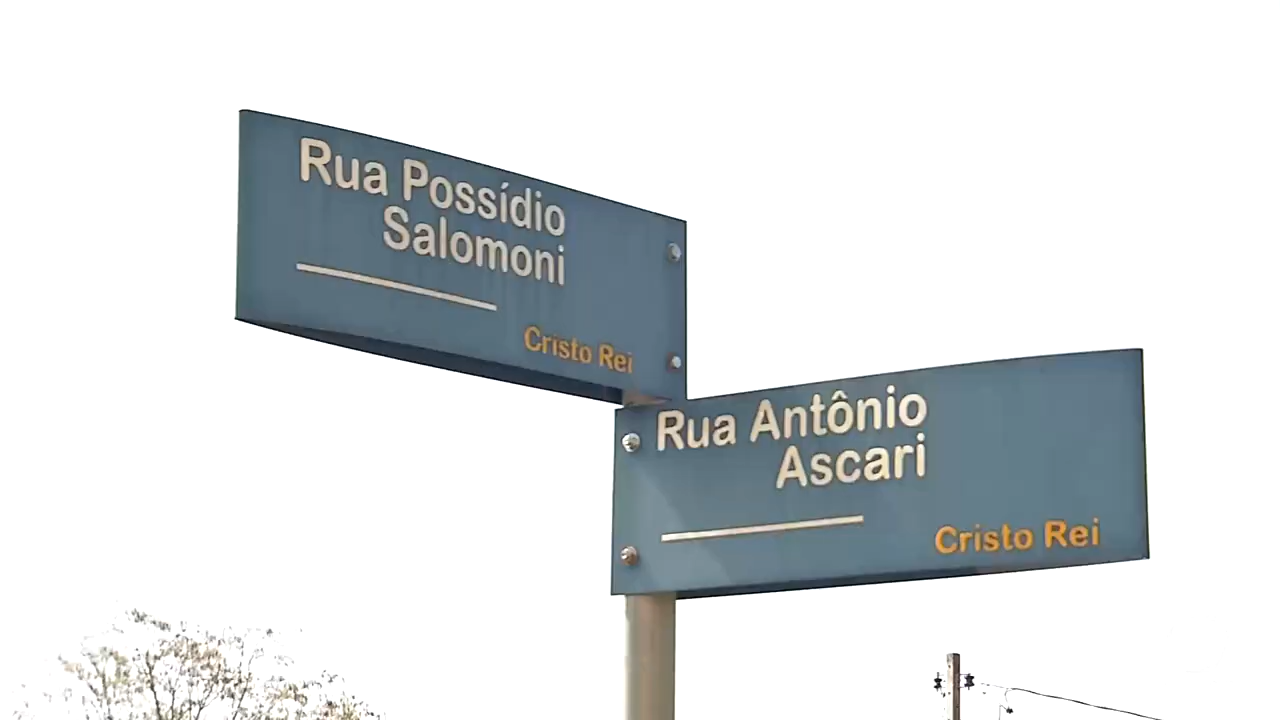 Rua Possídio
Salomoni
Cristo Rei
Rua Antônio
Ascari
Cristo Rei